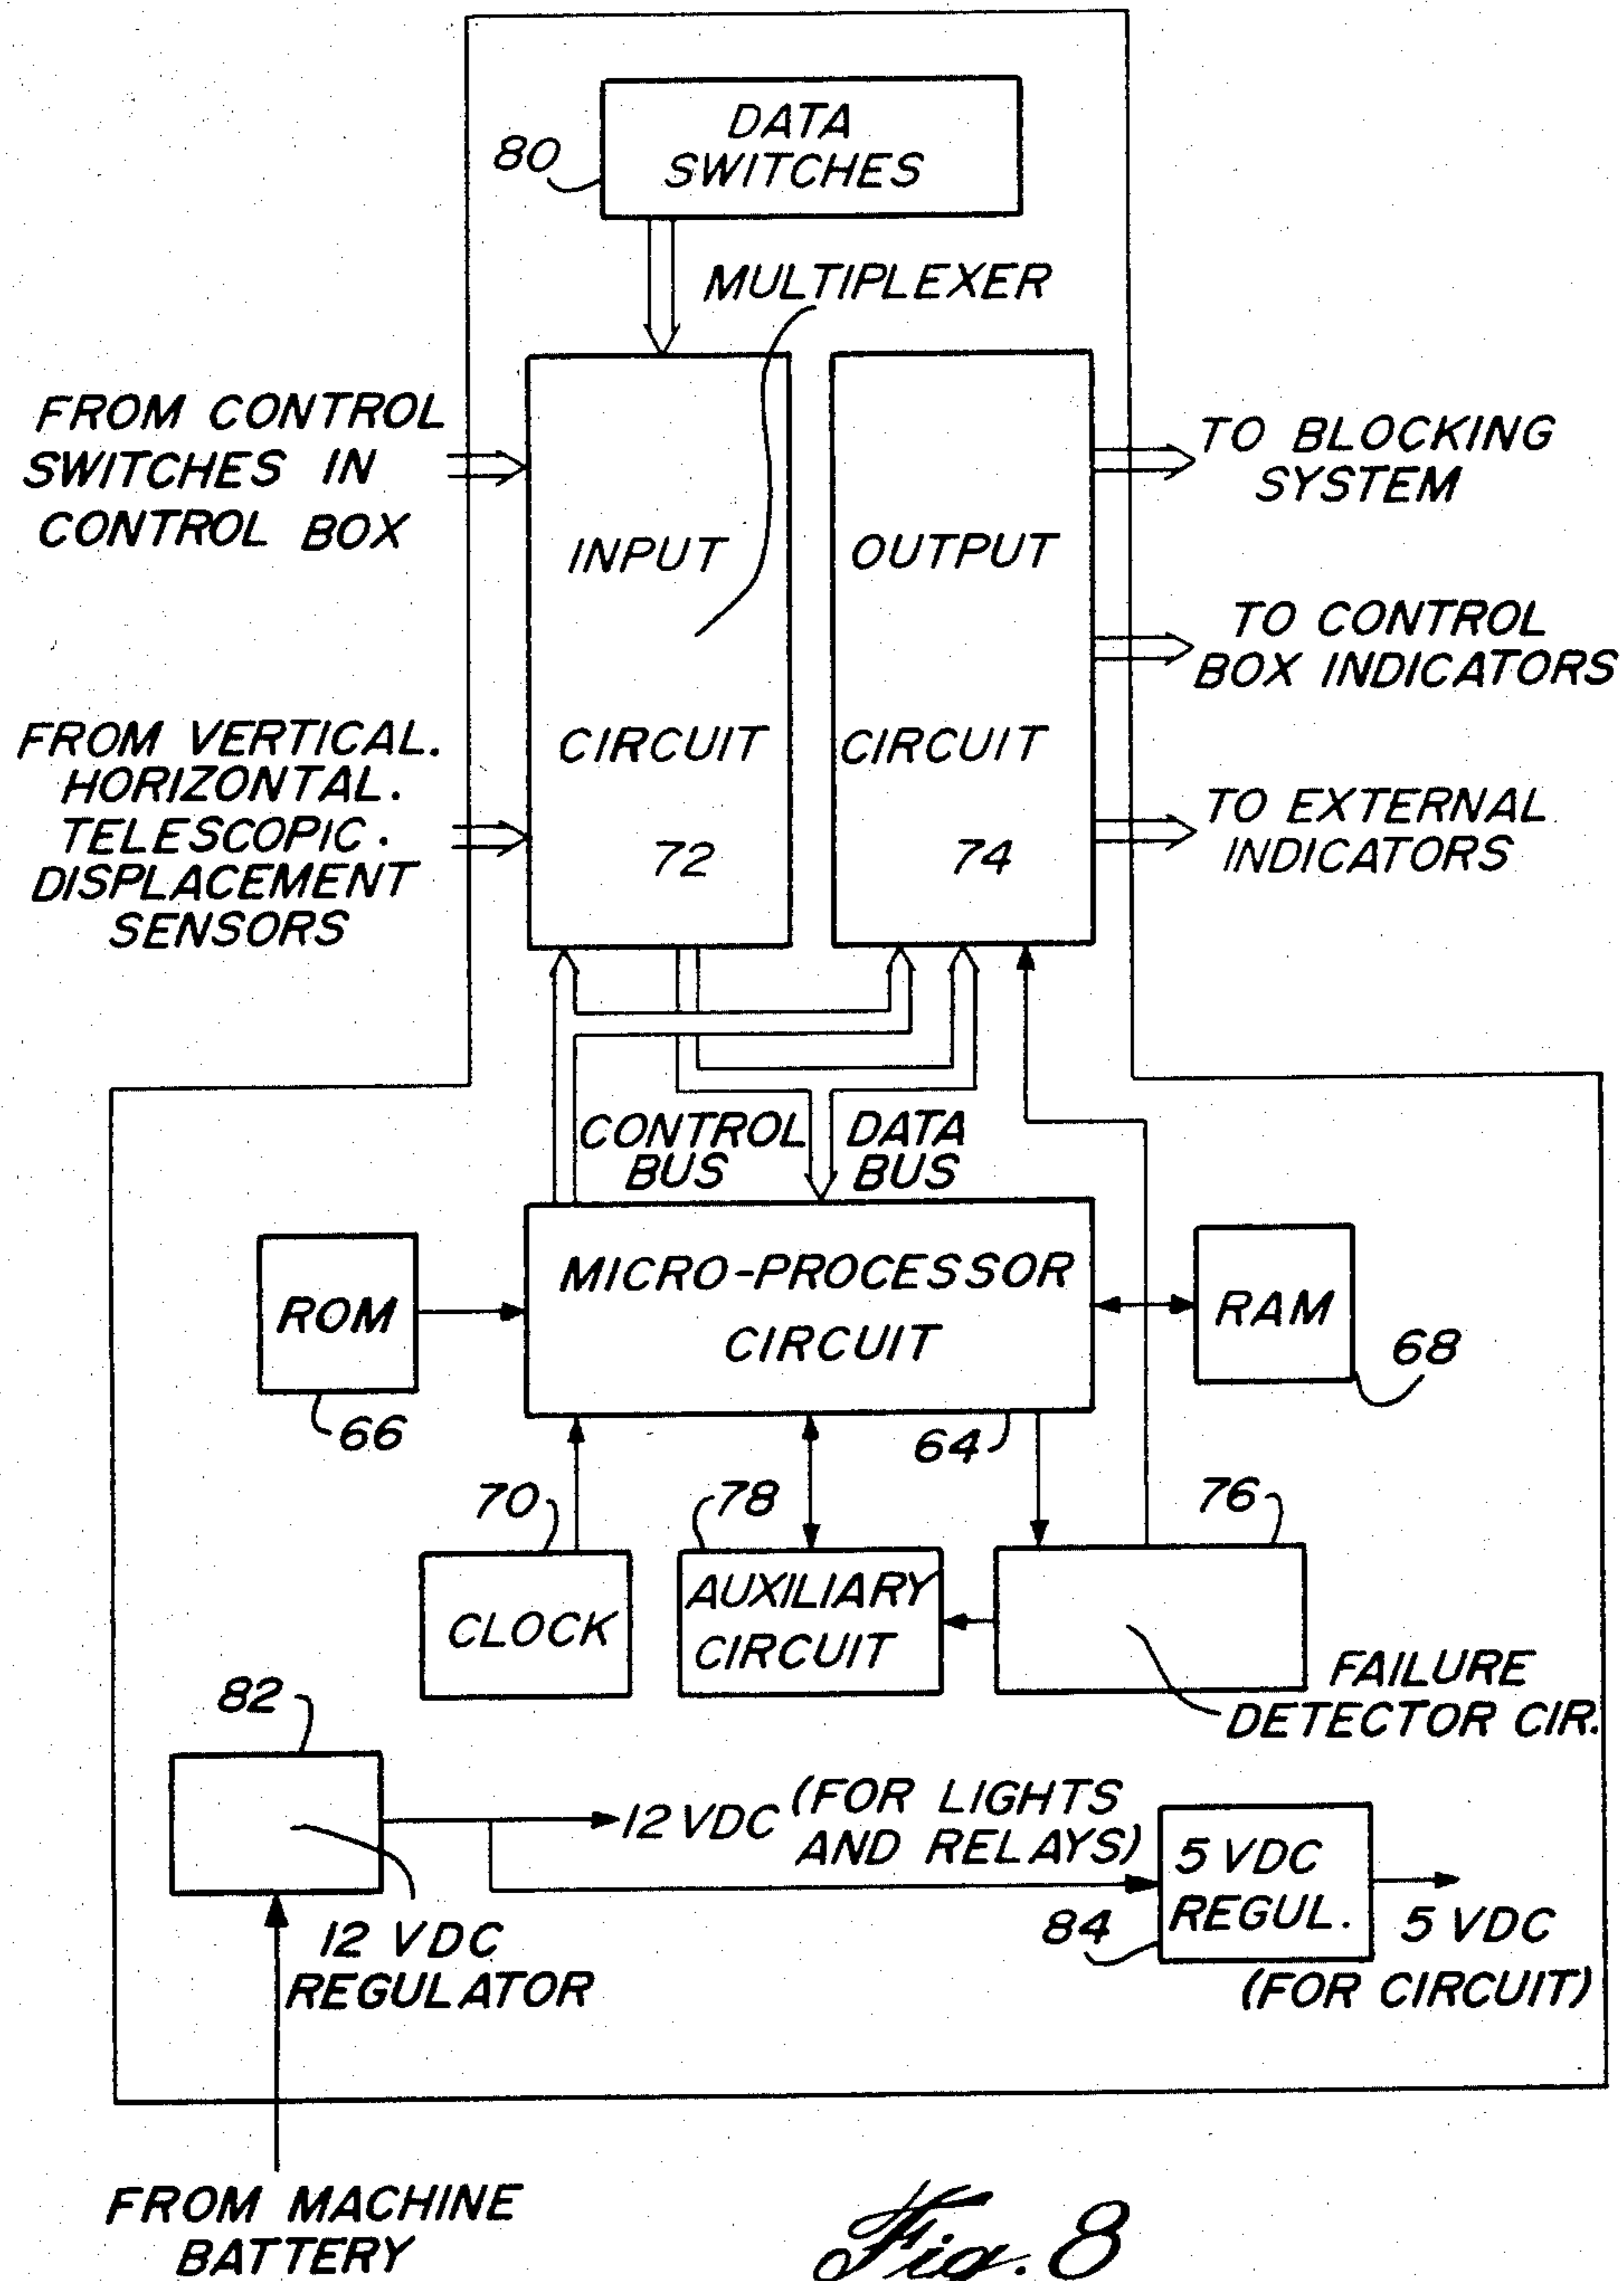 DATA
SWITCHES
80
MULTIPLEXER
FROM CONTROL
SWITCHES IN
CONTROL BOX
INPUT
CIRCUIT
72
OUTPUT
CIRCUIT
74
TO BLOCKING
SYSTEM
TO CONTROL
BOX INDICATORS
FROM VERTICAL.
HORIZONTAL.
TELESCOPIC.
DISPLACEMENT
SENSORS
TO EXTERNAL
INDICATORS
CONTROL
BUS
DATA
BUS
ROM
66
MICRO-PROCESSOR
CIRCUIT
64
RAM
68
70
CLOCK
78
AUXILIARY
CIRCUIT
76
FAILURE
DETECTOR CIR.
82
12 VDC
REGULATOR
12 VDC
(FOR LIGHTS
AND RELAYS)
5 VDC
REGUL.
84
5 VDC
(FOR CIRCUIT)
FROM MACHINE
BATTERY
Fig. 8